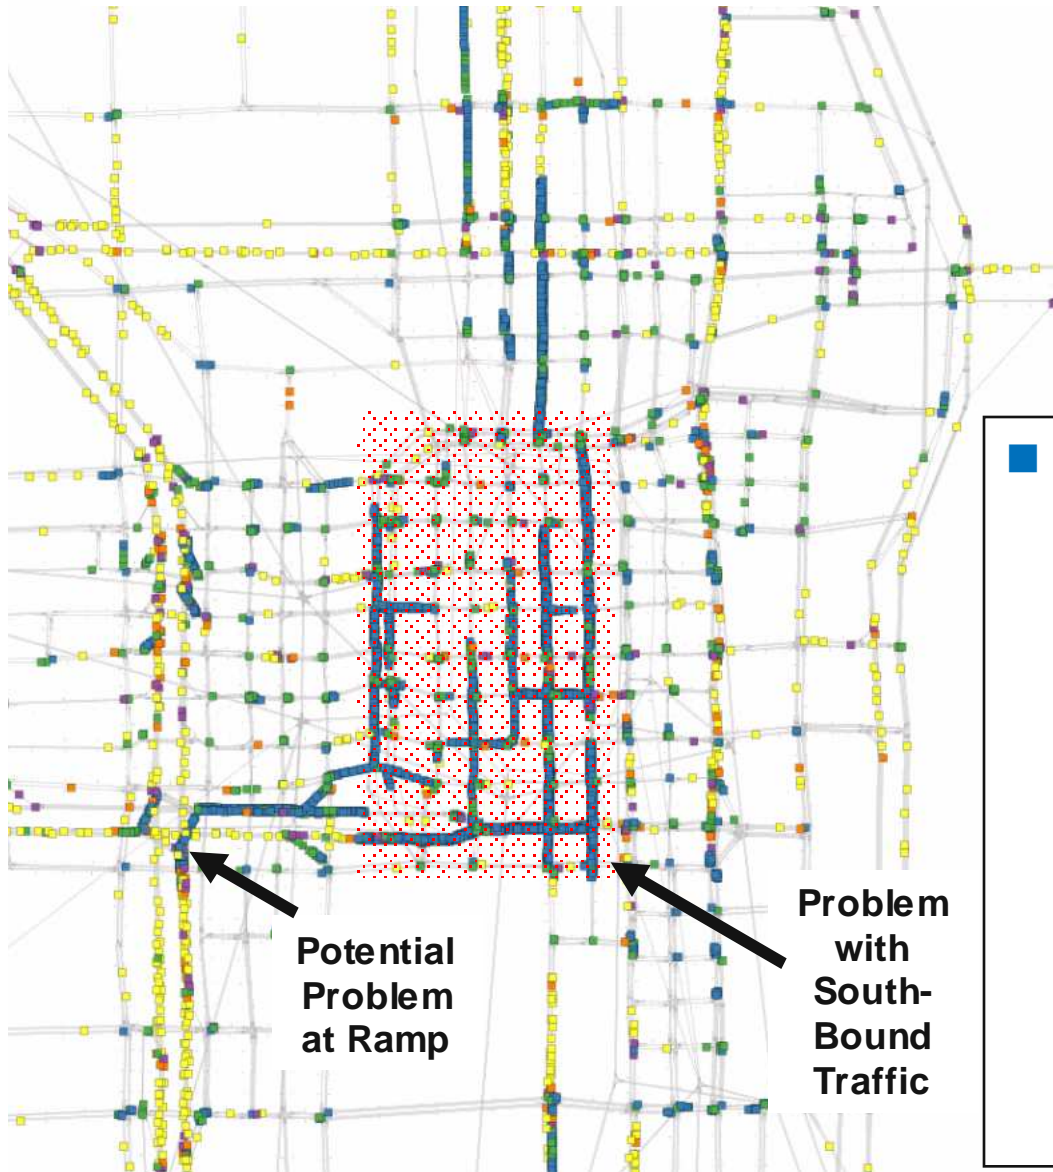 Potential
Problem
at Ramp
Problem
with
South-
Bound
Traffic